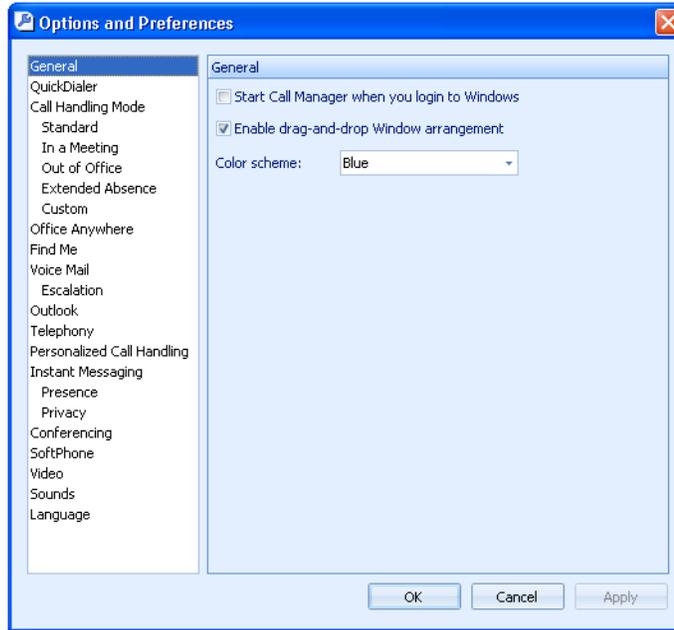 Options and Preferences
General
QuickDialer
Call Handling Mode
Standard
In a Meeting
Out of Office
Extended Absence
Custom
Office Anywhere
Find Me
Voice Mail
Escalation
Outlook
Telephony
Personalized Call Handling
Instant Messaging
Presence
Privacy
Conferencing
SoftPhone
Video
Sounds
Language
General
Start Call Manager when you login to Windows
Enable drag-and-drop Window arrangement
Color scheme: Blue
OK Cancel Apply